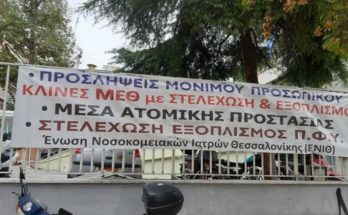 • ΠΡΟΣΛΗΨΕΙΣ ΜΟΝΙΜΟΥ ΠΡΟΣΩΠΙΚΟΥ
ΚΛΙΝΕΣ ΜΕΘ με ΣΤΕΛΕΧΩΣΗ & ΕΞΟΠΛΙΣΜΟ
• ΜΕΣΑ ΑΤΟΜΙΚΗΣ ΠΡΟΣΤΑΣΙΑΣ
• ΣΤΕΛΕΧΩΣΗ ΕΞΟΠΛΙΣΜΟΣ Π.Φ.Υ.
Ένωση Νοσοκομειακών Ιατρών Θεσσαλονίκης (ΕΝΙΘ)